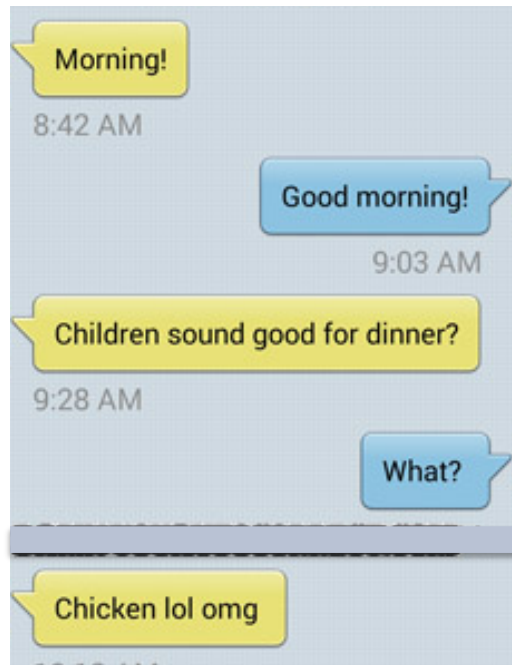 Morning!
8:42 AM
Good morning!
9:03 AM
Children sound good for dinner?
9:28 AM
What?
Chicken lol omg